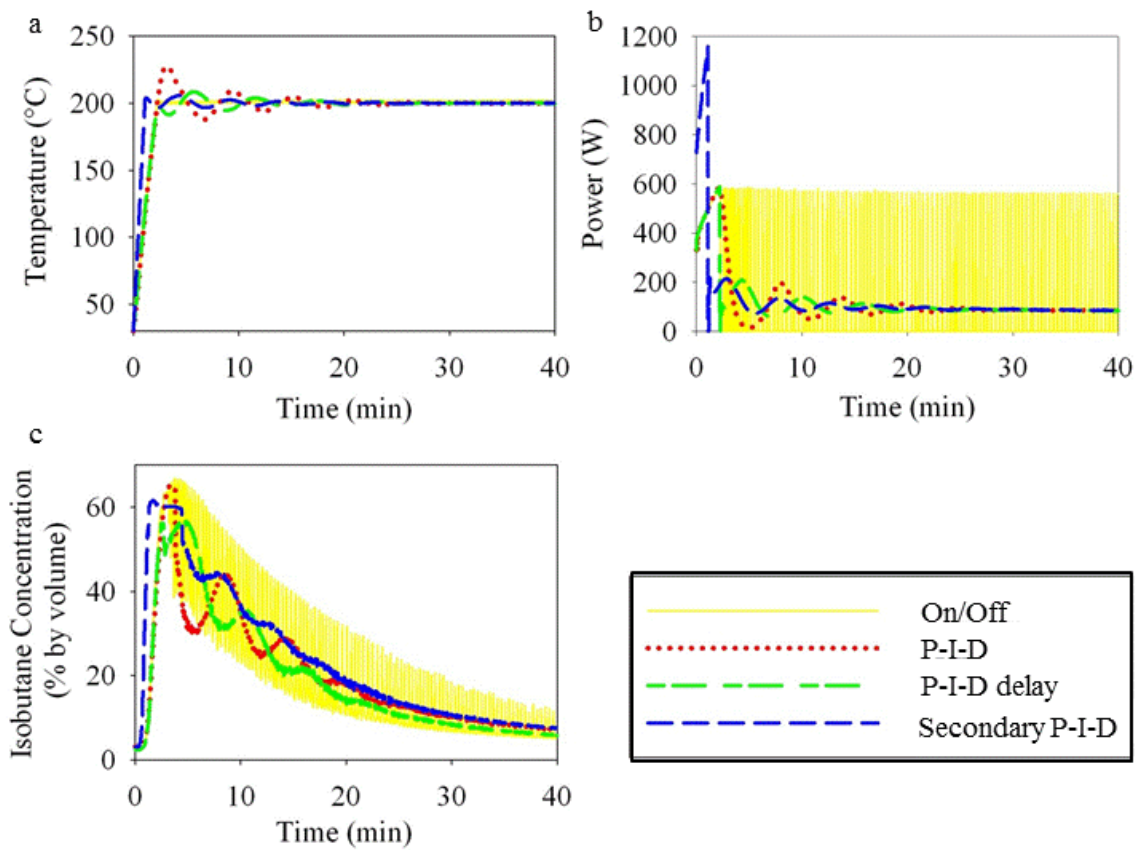 a
250
200
150
100
50
Temperature (°C)
0 10 20 30 40
Time (min)
b
1200
1000
800
600
400
200
0
Power (W)
0 10 20 30 40
Time (min)
c
60
40
20
0
Isobutane Concentration
(% by volume)
0 10 20 30 40
Time (min)
On/Off
P-I-D
P-I-D delay
Secondary P-I-D